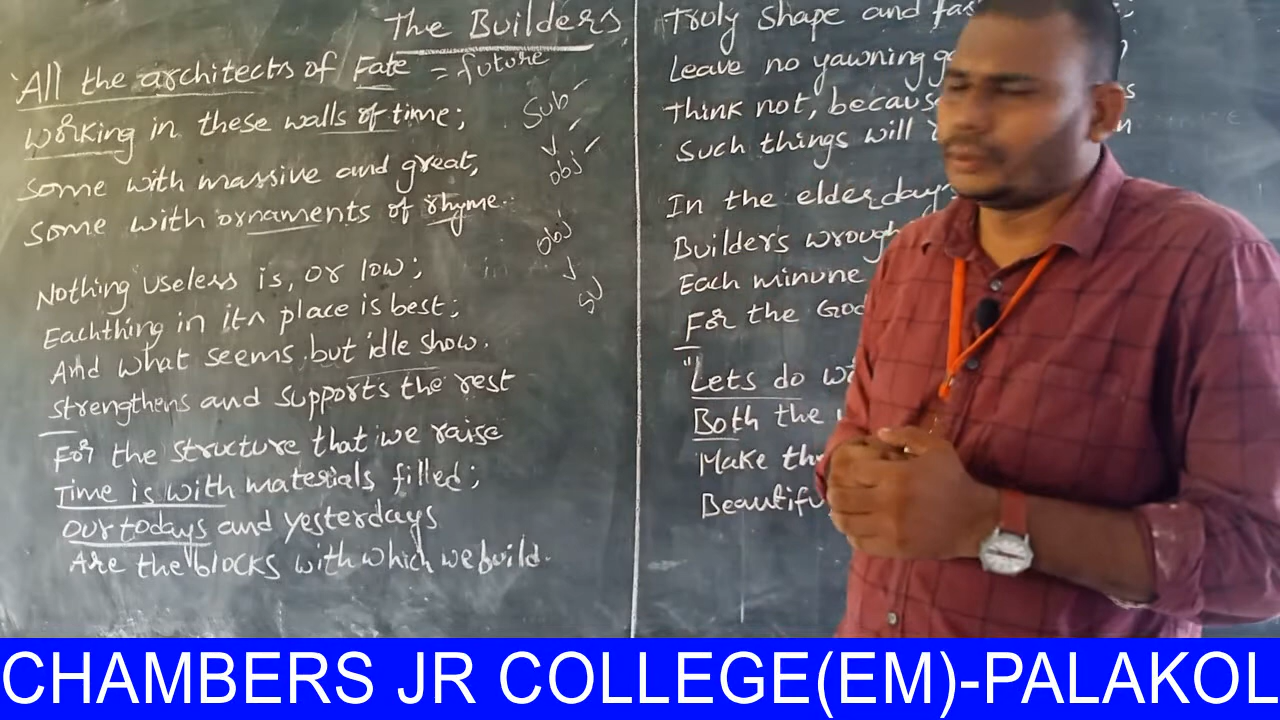 The Builders
'All the architects of Fate = future
working in these walls of time;
some with massive and great,
some with ornaments of rhyme.
Sub
v
obj
obj
v
Nothing useless is, or low;
Eachthing in its place is best;
And what seems but idle show.
strengthens and supports the rest
For the structure that we raise
Time is with materials filled;
our todays and yesterdays
Are the blocks with which we build.
Truly shape and fas
Leave no yawning
Think not, becaus
Such things will
In the elder days
Builders wrough
Each minune
For the God
"Lets do
Both the
Make th
Beautifu
CHAMBERS JR COLLEGE(EM)-PALAKOL